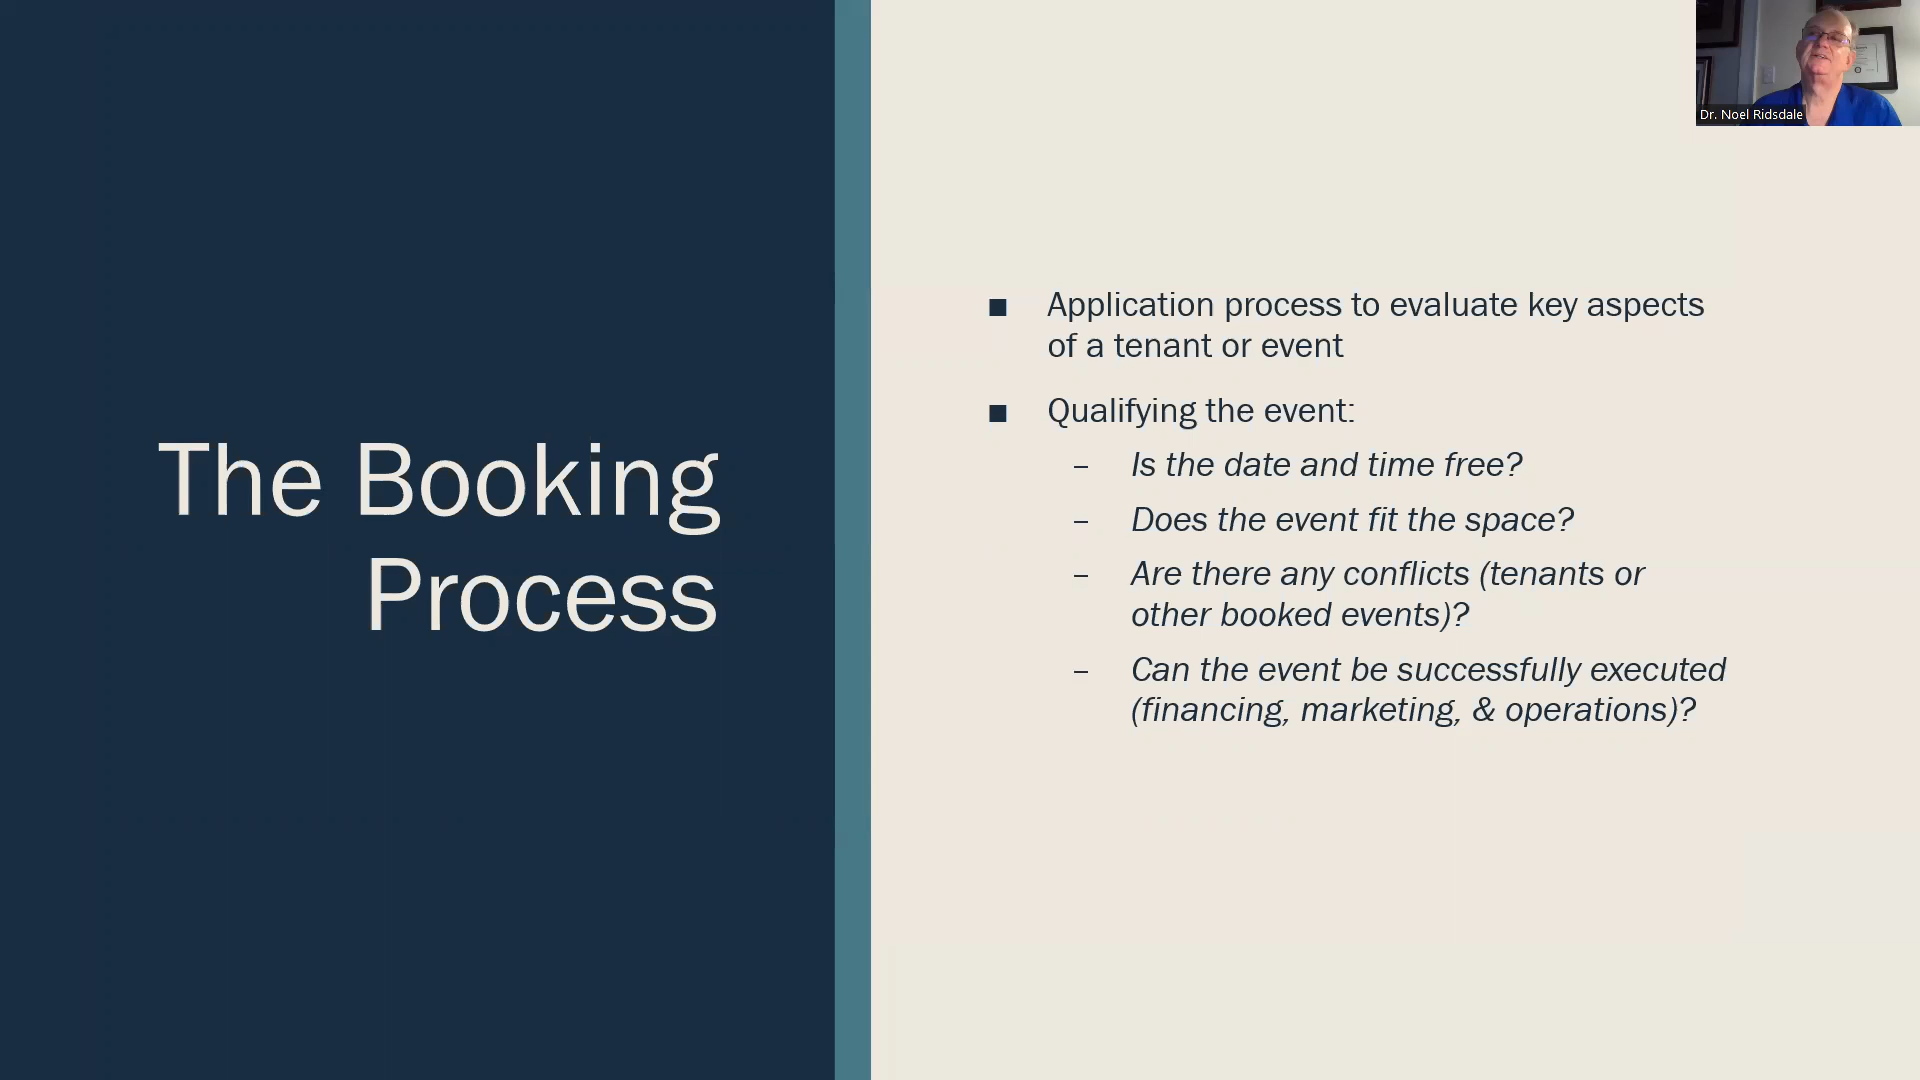 Dr. Noel Ridsdale
The Booking
Process
■ Application process to evaluate key aspects
of a tenant or event
■ Qualifying the event:
– Is the date and time free?
– Does the event fit the space?
– Are there any conflicts (tenants or
other booked events)?
– Can the event be successfully executed
(financing, marketing, & operations)?